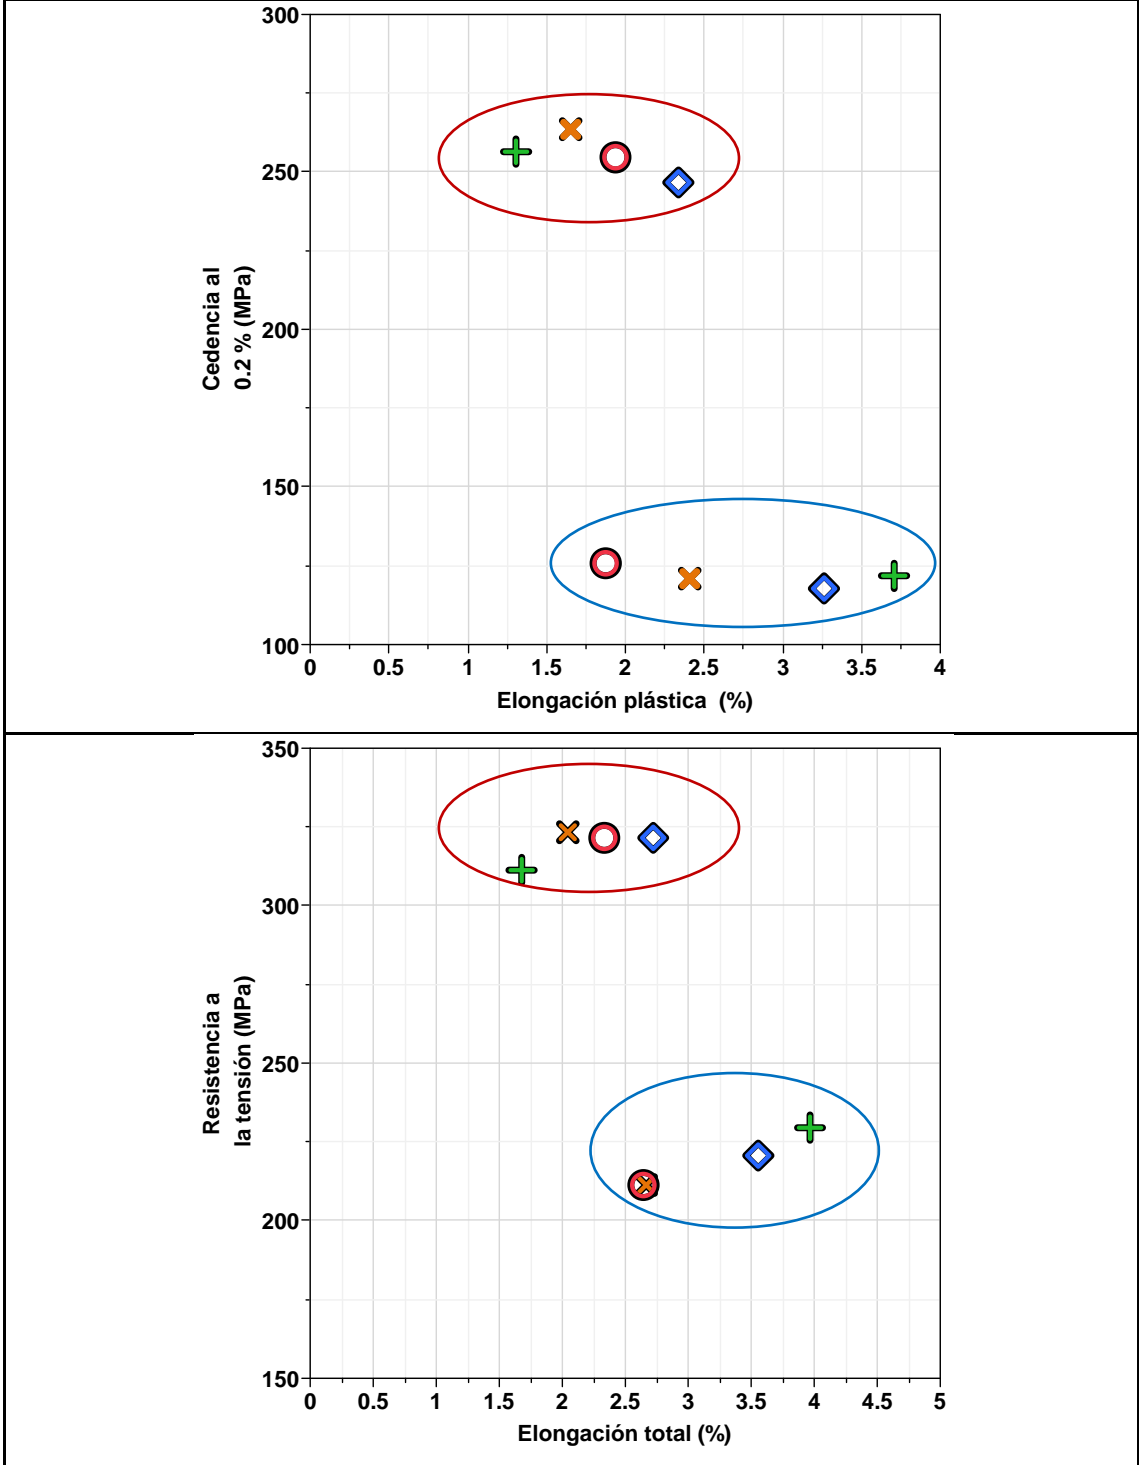 300
250
200
150
100
Cedencia al
0.2 % (MPa)
0 0.5 1 1.5 2 2.5 3 3.5 4
Elongación plástica (%)
350
300
250
200
150
Resistencia a
la tensión (MPa)
0 0.5 1 1.5 2 2.5 3 3.5 4 4.5 5
Elongación total (%)